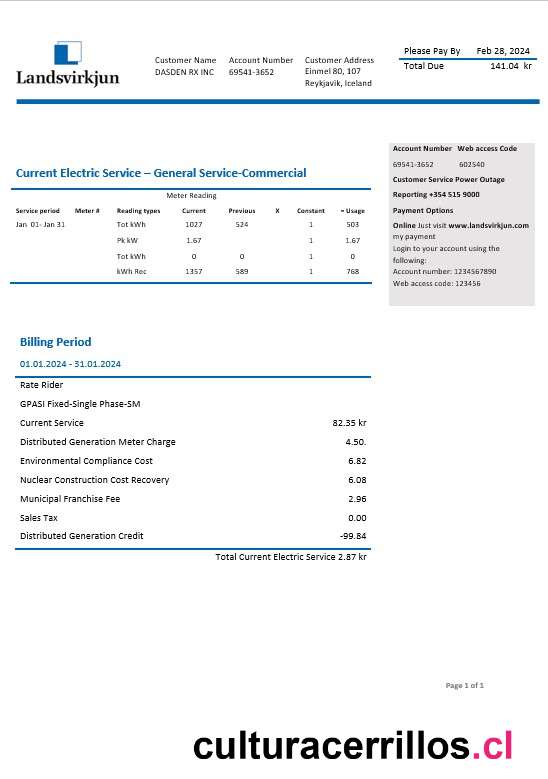 Landsvirkjun
Customer Name Account Number Customer Address
DASDEN RX INC 69541-3652 Einmel 80, 107
Reykjavik, Iceland
Please Pay By Feb 28, 2024
Total Due 141.04 kr
Current Electric Service – General Service-Commercial
Meter Reading
Service period Meter # Reading types Current Previous X Constant = Usage
Jan 01- Jan 31 Tot kWh 1027 524 1 503
Pk kW 1.67 1 1.67
Tot kWh 0 0 1 0
kWh Rec 1357 589 1 768
Account Number Web access Code
69541-3652 602540
Customer Service Power Outage
Reporting +354 515 9000
Payment Options
Online Just visit www.landsvirkjun.com
my payment
Login to your account using the
following:
Account number: 1234567890
Web access code: 123456
Billing Period
01.01.2024 - 31.01.2024
Rate Rider
GPASI Fixed-Single Phase-SM
Current Service 82.35 kr
Distributed Generation Meter Charge 4.50.
Environmental Compliance Cost 6.82
Nuclear Construction Cost Recovery 6.08
Municipal Franchise Fee 2.96
Sales Tax 0.00
Distributed Generation Credit -99.84
Total Current Electric Service 2.87 kr
Page 1 of 1
culturacerrillos.cl